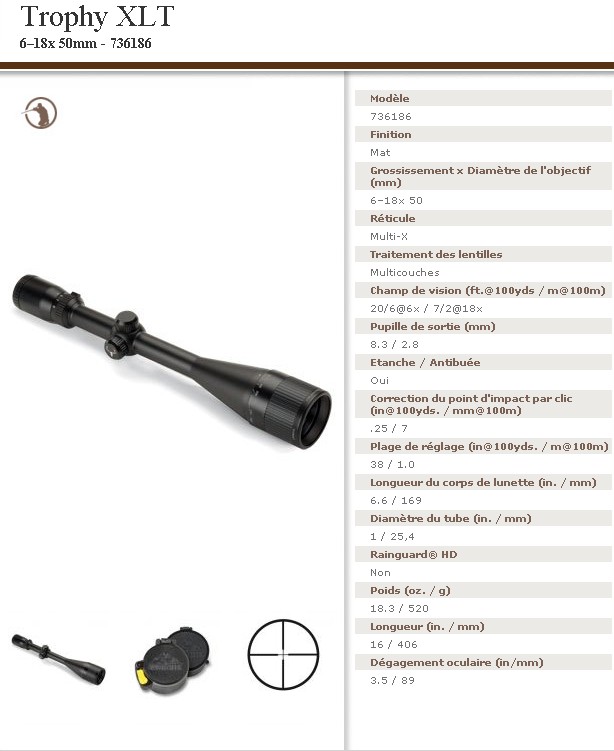 Trophy XLT
6–18x 50mm - 736186
Modèle
736186
Finition
Mat
Grossissement x Diamètre de l'objectif
(mm)
6–18x 50
Réticule
Multi-X
Traitement des lentilles
Multicouches
Champ de vision (ft.@100yds / m@100m)
20/6@6x / 7/2@18x
Pupille de sortie (mm)
8.3 / 2.8
Etanche / Antibuée
Oui
Correction du point d'impact par clic
(in@100yds. / mm@100m)
.25 / 7
Plage de réglage (in@100yds. / m@100m)
38 / 1.0
Longueur du corps de lunette (in. / mm)
6.6 / 169
Diamètre du tube (in. / mm)
1 / 25,4
Rainguard® HD
Non
Poids (oz. / g)
18.3 / 520
Longueur (in. / mm)
16 / 406
Dégagement oculaire (in/mm)
3.5 / 89